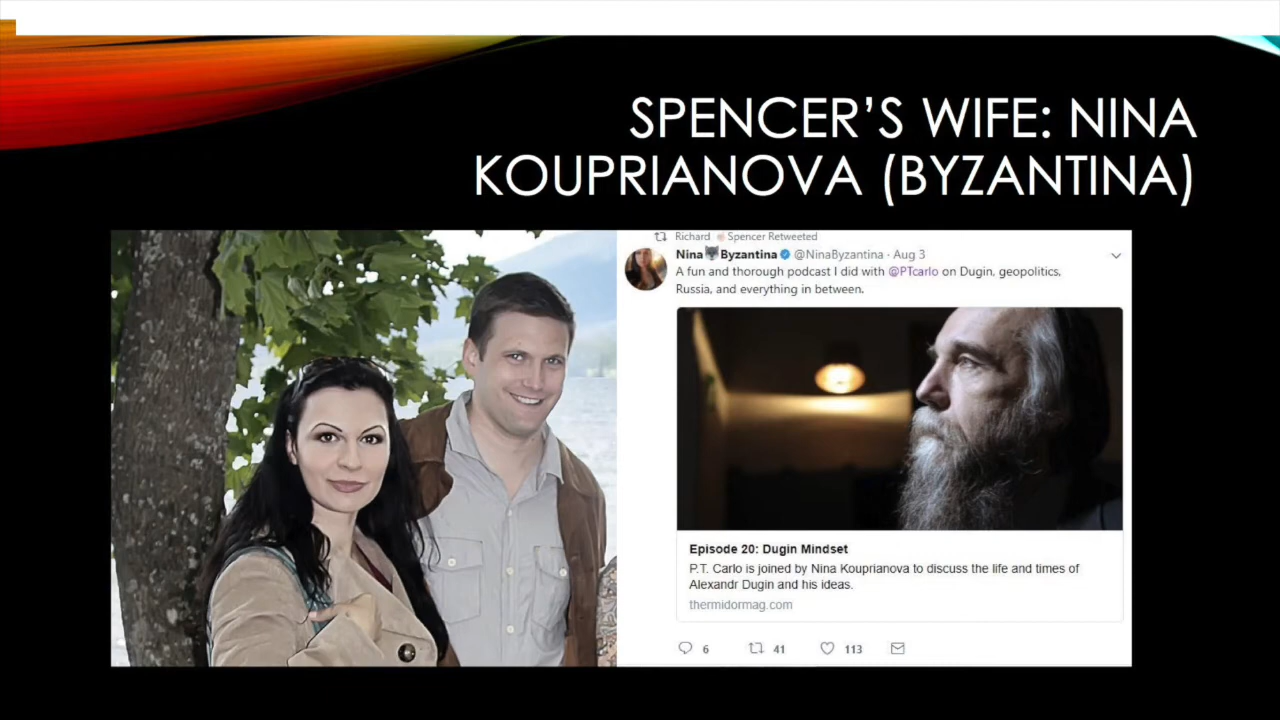 SPENCER'S WIFE: NINA
KOUPRIANOVA (BYZANTINA)
Richard Spencer Retweeted
Nina Byzantina @NinaByzantina · Aug 3
A fun and thorough podcast I did with @PTcarlo on Dugin, geopolitics,
Russia, and everything in between.
Episode 20: Dugin Mindset
P.T. Carlo is joined by Nina Kouprianova to discuss the life and times of
Alexandr Dugin and his ideas.
thermidormag.com
6 41 113